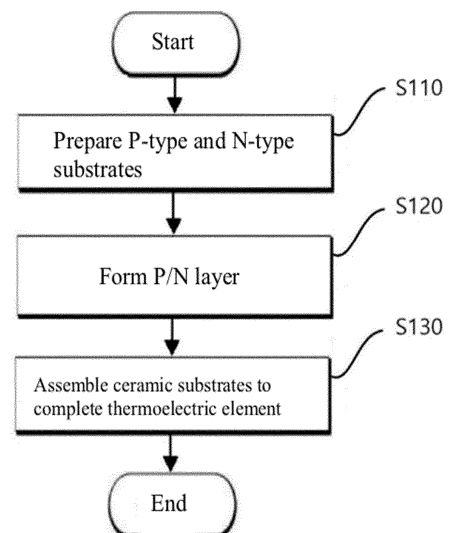 Start
S110
Prepare P-type and N-type
substrates
S120
Form P/N layer
S130
Assemble ceramic substrates to
complete thermoelectric element
End